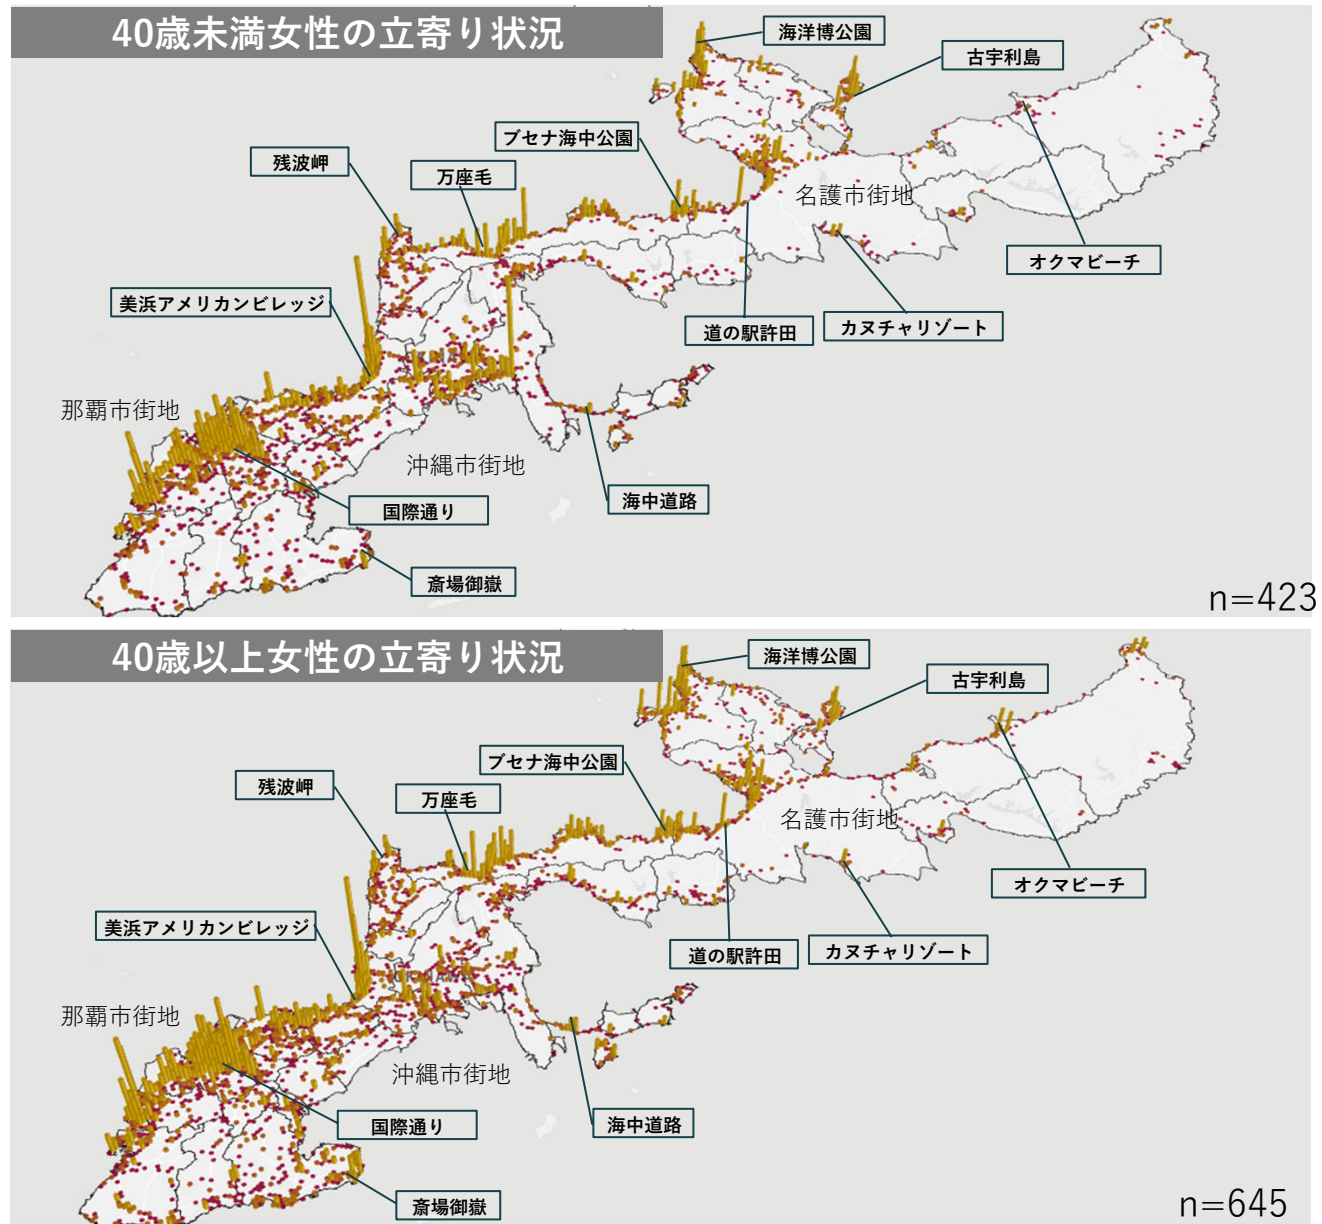 40歳未満女性の立寄り状況
海洋博公園
古宇利島
ブセナ海中公園
残波岬
万座毛
名護市街地
オクマビーチ
美浜アメリカンビレッジ
道の駅許田
カヌチャリゾート
那覇市街地
沖縄市街地
海中道路
国際通り
斎場御嶽
n=423
40歳以上女性の立寄り状況
海洋博公園
古宇利島
ブセナ海中公園
残波岬
万座毛
名護市街地
オクマビーチ
美浜アメリカンビレッジ
道の駅許田
カヌチャリゾート
那覇市街地
沖縄市街地
国際通り
海中道路
斎場御嶽
n=645